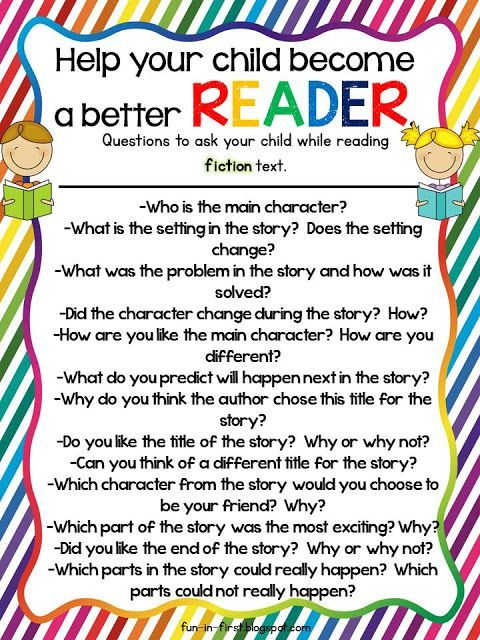 Help your child become
a better READER
Questions to ask your child while reading
fiction text.
-Who is the main character?
-What is the setting in the story? Does the setting
change?
-What was the problem in the story and how was it
solved?
-Did the character change during the story? How?
-How are you like the main character? How are you
different?
-What do you predict will happen next in the story?
-Why do you think the author chose this title for the
story?
-Do you like the title of the story? Why or why not?
-Can you think of a different title for the story?
-Which character from the story would you choose to
be your friend? Why?
-Which part of the story was the most exciting? Why?
-Did you like the end of the story? Why or why not?
-Which parts in the story could really happen? Which
parts could not really happen?
fun-in-first.blogspot.com